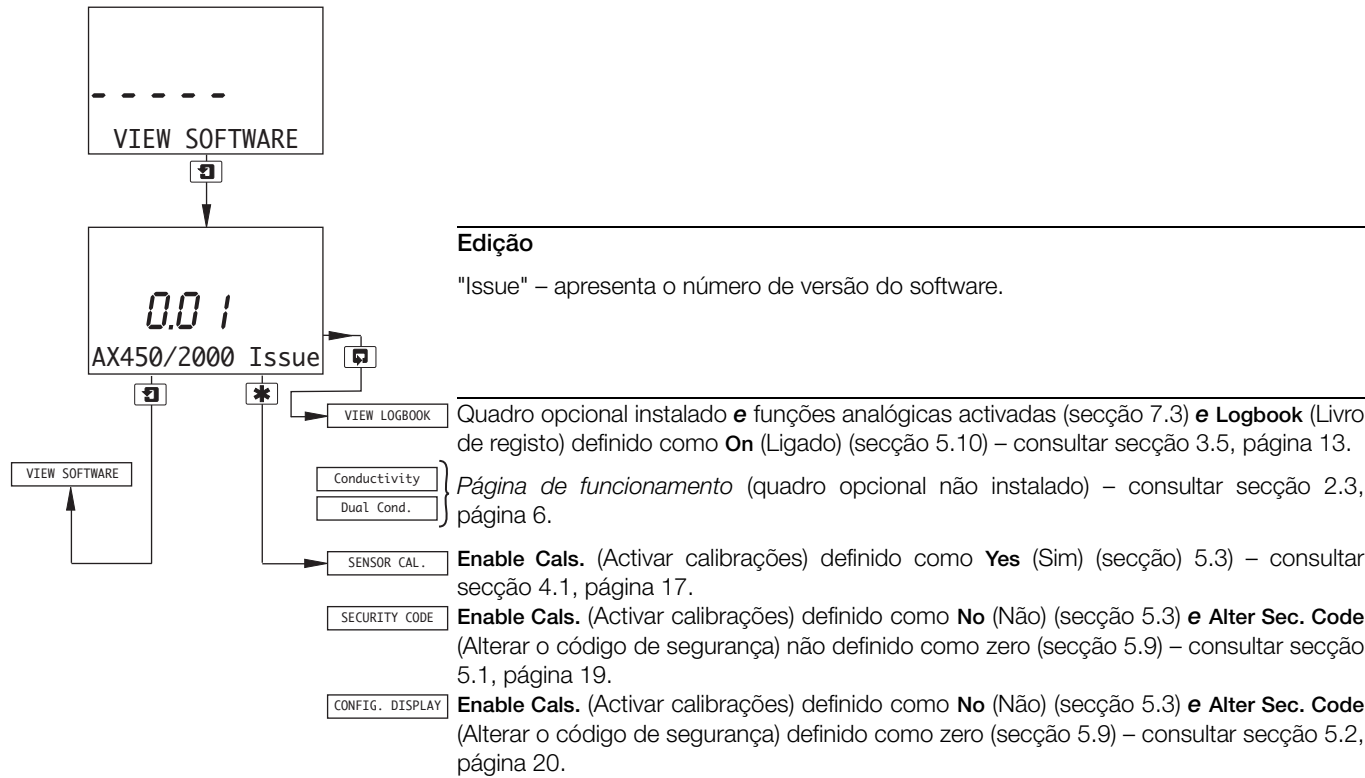 - - - - -
VIEW SOFTWARE
0.01
AX450/2000 Issue
Edição
"Issue" – apresenta o número de versão do software.
VIEW LOGBOOK
Quadro opcional instalado e funções analógicas activadas (secção 7.3) e Logbook (Livro
de registo) definido como On (Ligado) (secção 5.10) – consultar secção 3.5, página 13.
VIEW SOFTWARE
Conductivity
Dual Cond.
Página de funcionamento (quadro opcional não instalado) – consultar secção 2.3,
página 6.
SENSOR CAL.
Enable Cals. (Activar calibrações) definido como Yes (Sim) (secção) 5.3) – consultar
secção 4.1, página 17.
SECURITY CODE
Enable Cals. (Activar calibrações) definido como No (Não) (secção 5.3) e Alter Sec. Code
(Alterar o código de segurança) não definido como zero (secção 5.9) – consultar secção
5.1, página 19.
CONFIG. DISPLAY
Enable Cals. (Activar calibrações) definido como No (Não) (secção 5.3) e Alter Sec. Code
(Alterar o código de segurança) definido como zero (secção 5.9) – consultar secção 5.2,
página 20.